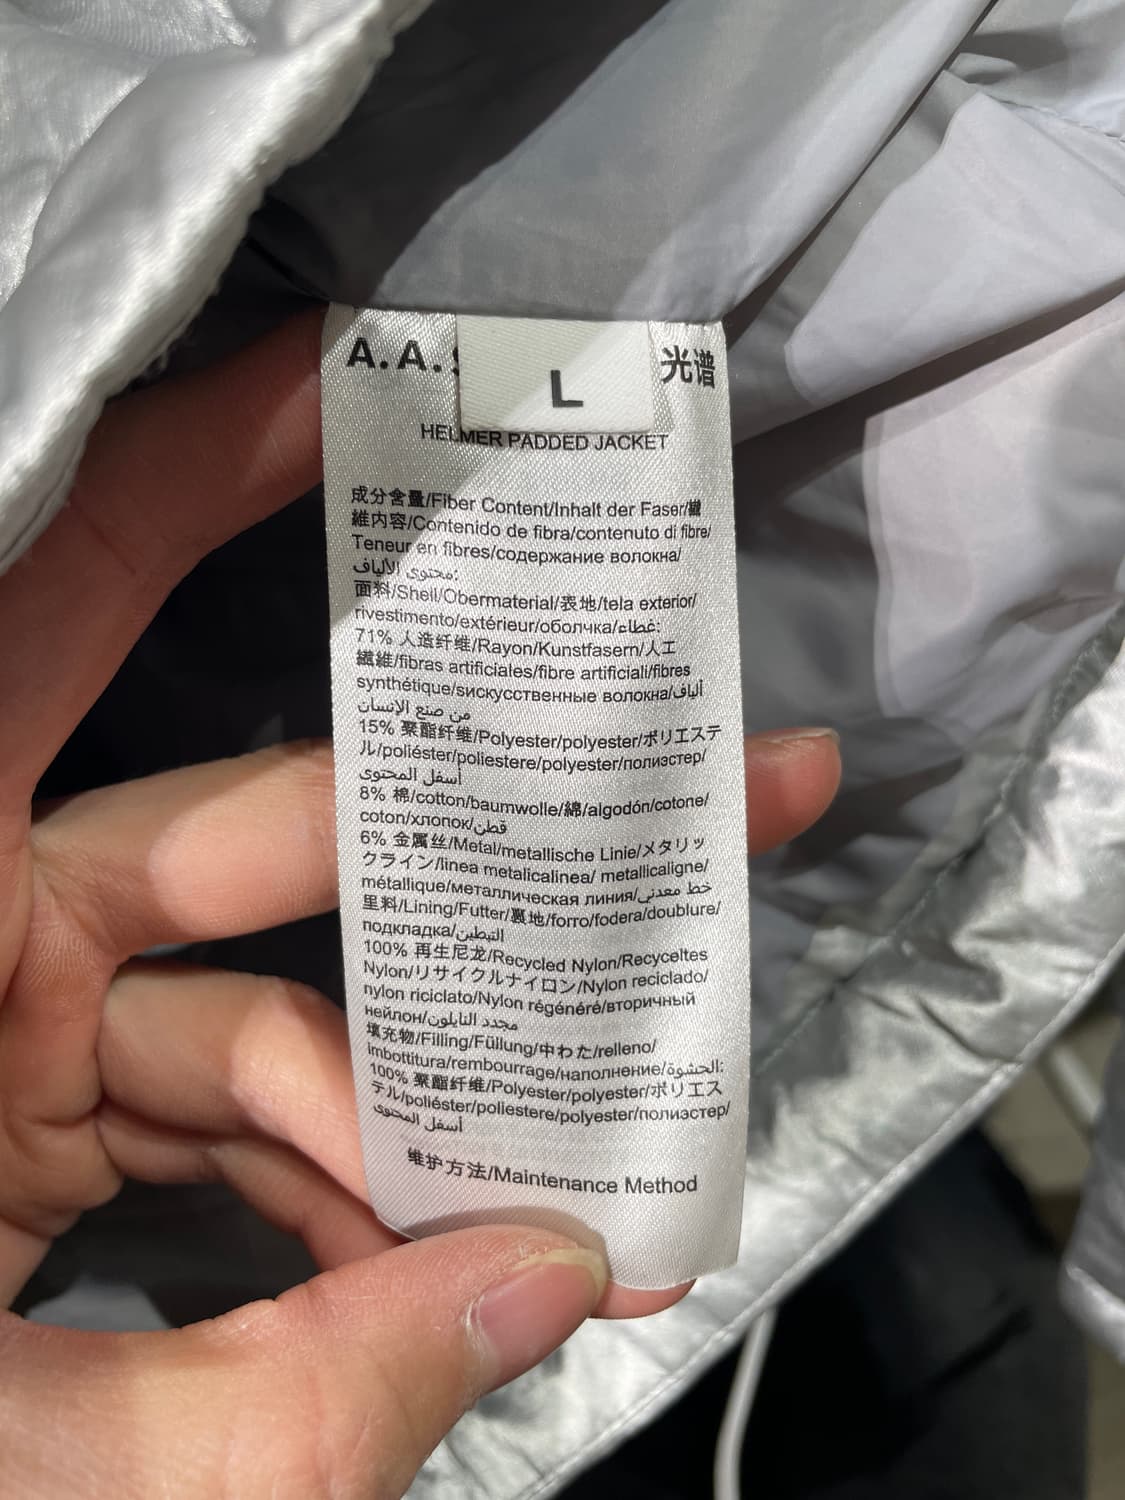 A.A.
光谱
L
HELMER PADDED JACKET
成分含量/Fiber Content/Inhalt der Faser/繊
維内容/Contenido de fibra/contenuto di fibre/
Teneur en fibres/содержание волокна/
محتوى الألياف:
面料/Shell/Obermaterial/表地/tela exterior/
rivestimento/extérieur/оболчка/غطاء:
71% 人造纤维/Rayon/Kunstfasern/人工
繊維/fibras artificiales/fibre artificiali/fibres
synthétique/sискусственные волокна/ألياف
من صنع الإنسان
15% 聚酯纤维/Polyester/polyester/ポリエステ
ル/poliéster/poliestere/polyester/полиэстер/
أسفل المحتوى
8% 棉/cotton/baumwolle/綿/algodón/cotone/
coton/хлопок/قطن
6% 金属丝/Metal/metallische Linie/メタリッ
クライン/linea metalicalinea/ metallicaligne/
métallique/металлическая линия/خط معدني
里料/Lining/Futter/裏地/forro/fodera/doublure/
подкладка/التبطين
100% 再生尼龙/Recycled Nylon/Recyceltes
Nylon/リサイクルナイロン/Nylon reciclado/
nylon riciclato/Nylon régénéré/вторичный
нейлон/مجدد النايلون
填充物/Filling/Füllung/中わた/relleno/
imbottitura/rembourrage/наполнение/الحشوة:
100% 聚酯纤维/Polyester/polyester/ポリエス
テル/poliéster/poliestere/polyester/полиэстер/
أسفل المحتوى
维护方法/Maintenance Method